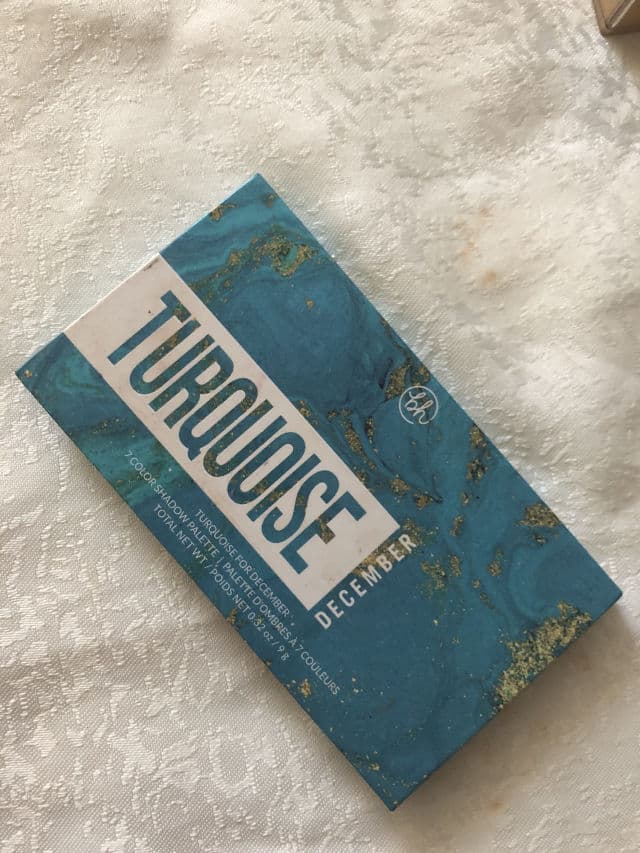 TURQUOISE
DECEMBER
bh
TURQUOISE FOR DECEMBER.
7 COLOR SHADOW PALETTE | PALETTE D'OMBRES À 7 COULEURS
TOTAL NET WT / POIDS NET 0.32 oz / 9 g